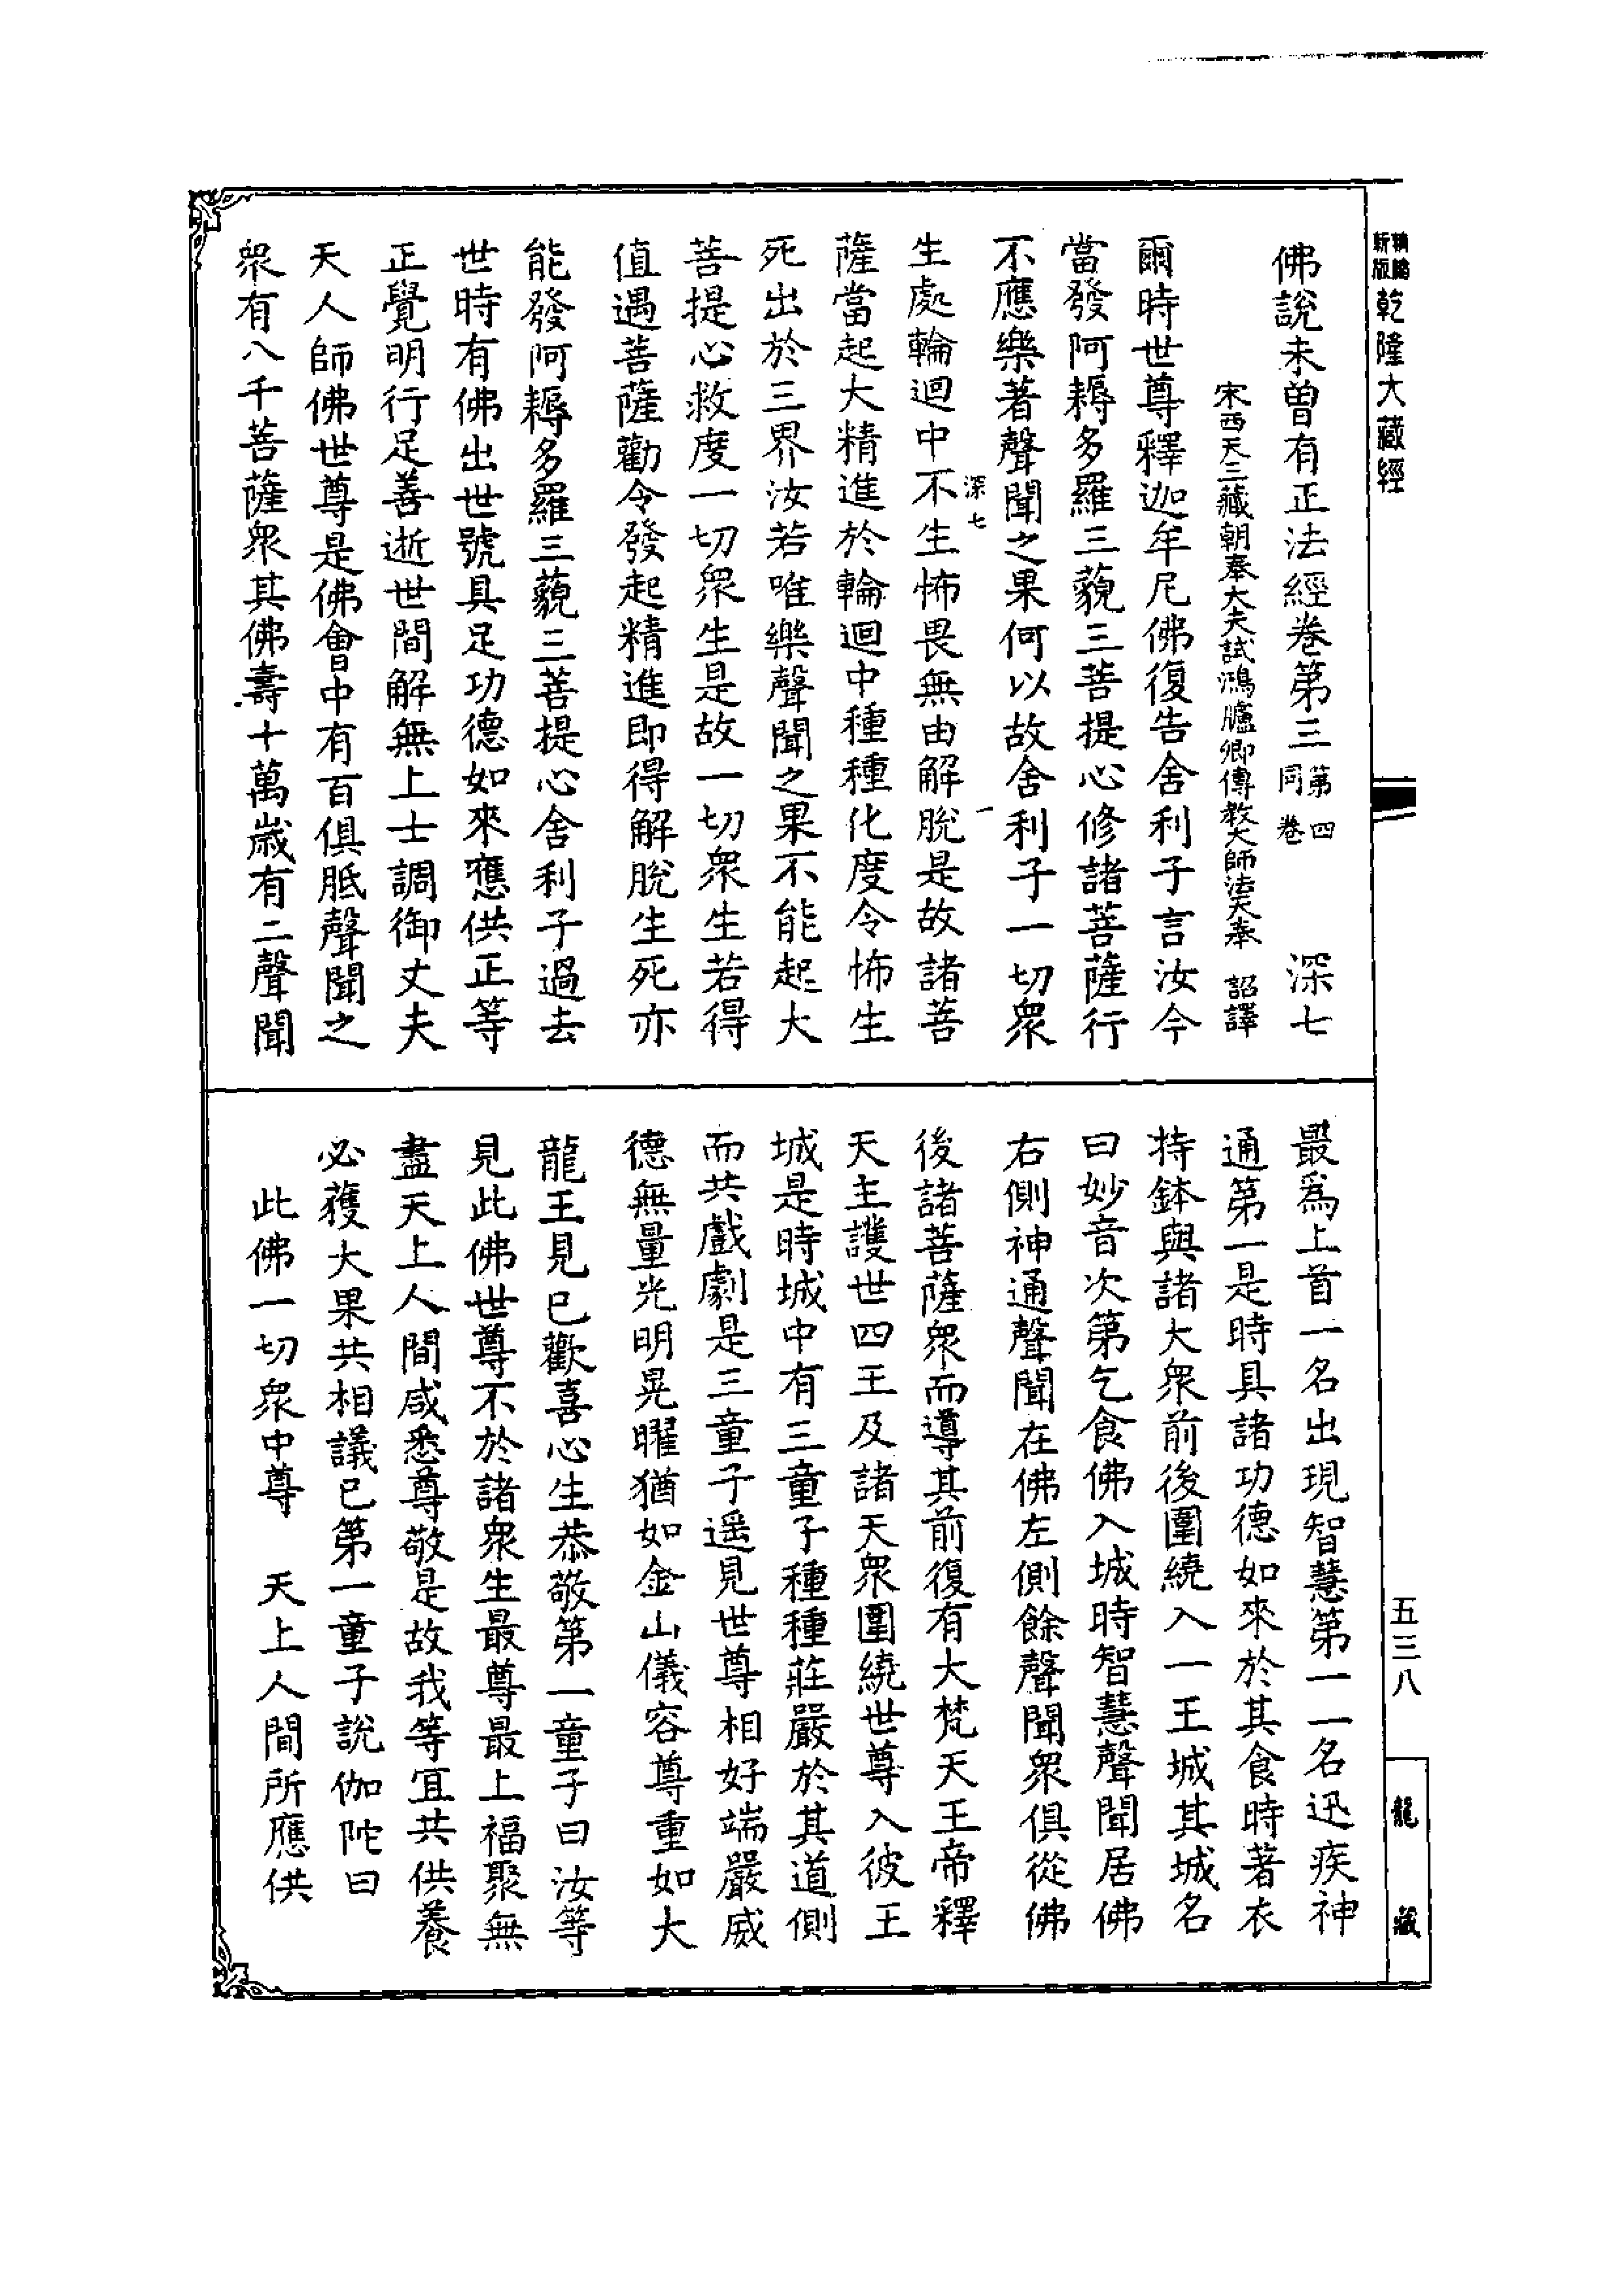 精縮新版乾隆大藏經
佛說未曾有正法經卷第三第四同卷 深七
宋西天三藏朝奉大夫試鴻臚卿傳教大師法天奉 詔譯
爾時世尊釋迦牟尼佛復告舍利子言汝今
當發阿耨多羅三藐三菩提心修諸菩薩行
不應樂著聲聞之果何以故舍利子一切衆
深七 一
生處輪迴中不生怖畏無由解脫是故諸菩
薩當起大精進於輪迴中種種化度令怖生
死出於三界汝若唯樂聲聞之果不能起大
菩提心救度一切衆生是故一切衆生若得
值遇菩薩勸令發起精進即得解脫生死亦
能發阿耨多羅三藐三菩提心舍利子過去
世時有佛出世號具足功德如來應供正等
正覺明行足善逝世間解無上士調御丈夫
天人師佛世尊是佛會中有百俱胝聲聞之
衆有八千菩薩衆其佛壽十萬歲有二聲聞
最爲上首一名出現智慧第一一名迅疾神
通第一是時具諸功德如來於其食時著衣
持鉢與諸大衆前後圍繞入一王城其城名
曰妙音次第乞食佛入城時智慧聲聞居佛
右側神通聲聞在佛左側餘聲聞衆俱從佛
後諸菩薩衆而導其前復有大梵天王帝釋
天主護世四王及諸天衆圍繞世尊入彼王
城是時城中有三童子種種莊嚴於其道側
而共戲劇是三童子遥見世尊相好端嚴威
德無量光明晃曜猶如金山儀容尊重如大
龍王見已歡喜心生恭敬第一童子曰汝等
見此佛世尊不於諸衆生最尊最上福聚無
盡天上人間咸悉尊敬是故我等宜共供養
必獲大果共相議已第一童子說伽陀曰
此佛一切衆中尊 天上人間所應供
五三八
龍藏